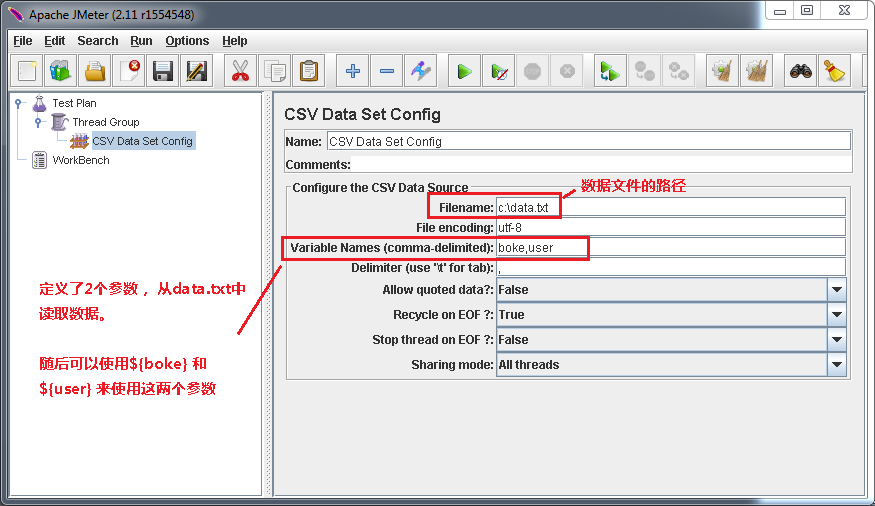 Apache JMeter (2.11 r1554548)
File Edit Search Run Options Help
Test Plan
Thread Group
CSV Data Set Config
WorkBench
CSV Data Set Config
Name: CSV Data Set Config
Comments:
Configure the CSV Data Source
数据文件的路径
Filename: c:\data.txt
File encoding: utf-8
Variable Names (comma-delimited): boke,user
Delimiter (use '\t' for tab): ,
Allow quoted data?: False
Recycle on EOF ?: True
Stop thread on EOF ?: False
Sharing mode: All threads
定义了2个参数 ，从data.txt中
读取数据。
随后可以使用${boke} 和
${user} 来使用这两个参数